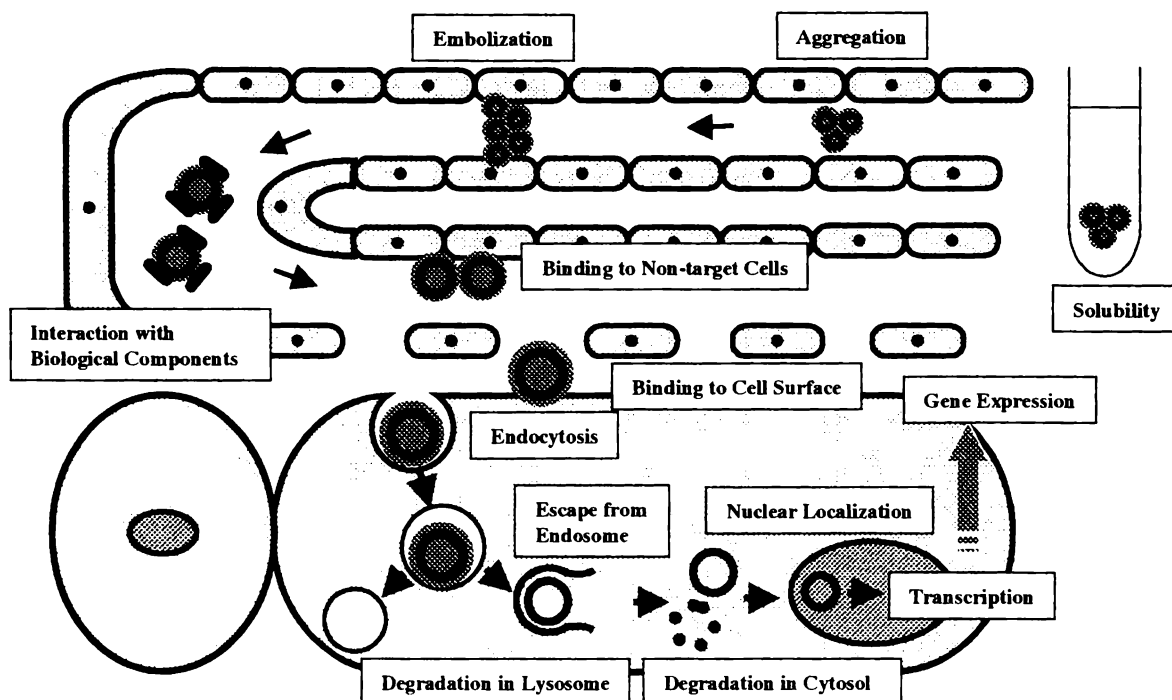 Embolization
Aggregation
Binding to Non-target Cells
Solubility
Interaction with
Biological Components
Binding to Cell Surface
Gene Expression
Endocytosis
Escape from
Endosome
Nuclear Localization
Transcription
Degradation in Lysosome
Degradation in Cytosol